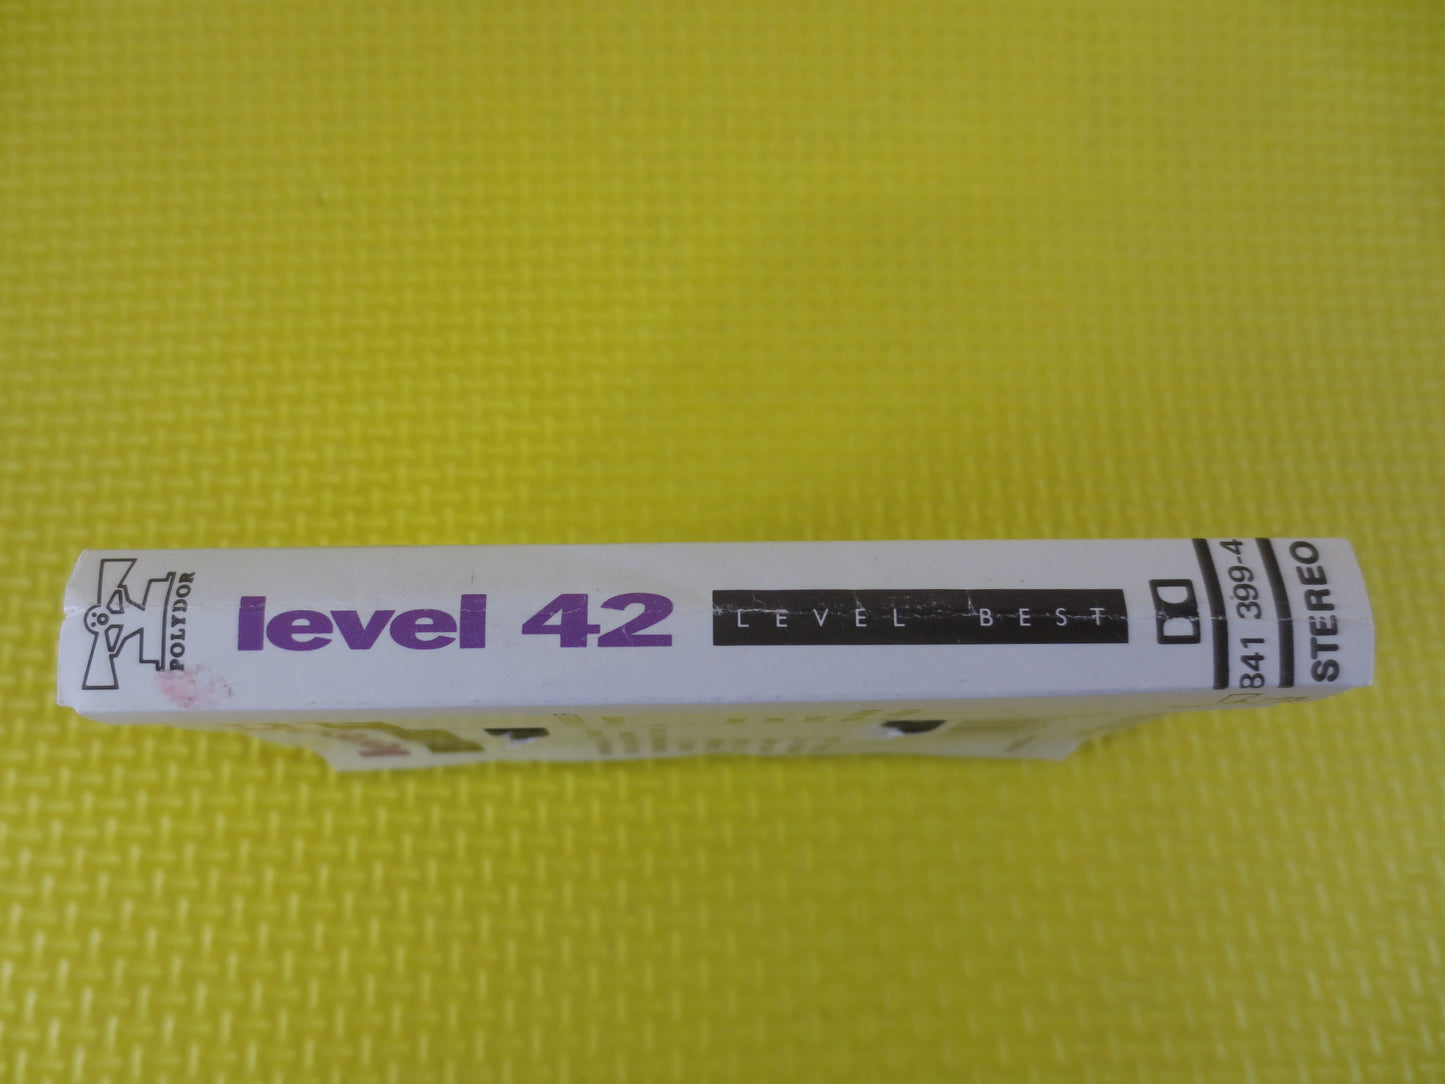 POLYDOR
level 42
LEVEL BEST
841 399-4
STEREO